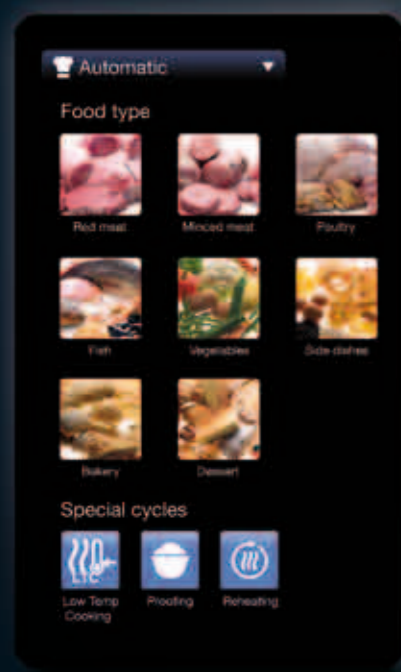 Automatic
Food type
Red meat
Minced meat
Poultry
Fish
Vegetables
Side-dishes
Bakery
Dessert
Special cycles
LTC
Low Temp
Cooking
Proofing
Reheating